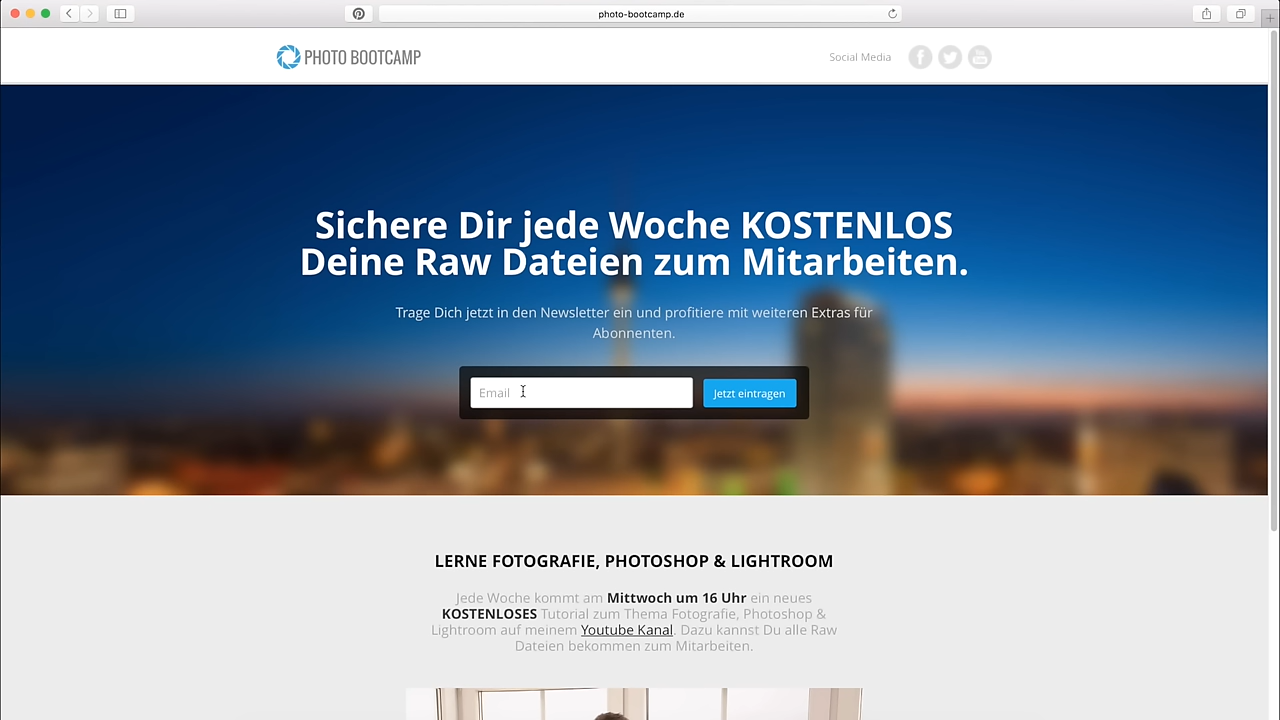 photo-bootcamp.de
PHOTO BOOTCAMP
Social Media
Sichere Dir jede Woche KOSTENLOS
Deine Raw Dateien zum Mitarbeiten.
Trage Dich jetzt in den Newsletter ein und profitiere mit weiteren Extras für
Abonnenten.
Email
Jetzt eintragen
LERNE FOTOGRAFIE, PHOTOSHOP & LIGHTROOM
Jede Woche kommt am Mittwoch um 16 Uhr ein neues
KOSTENLOSES Tutorial zum Thema Fotografie, Photoshop &
Lightroom auf meinem Youtube Kanal. Dazu kannst Du alle Raw
Dateien bekommen zum Mitarbeiten.